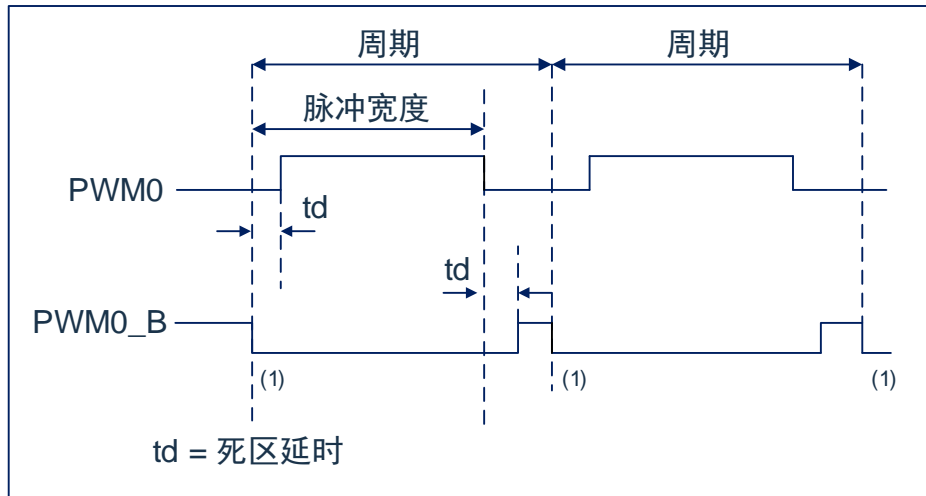 周期 周期
脉冲宽度
PWM0
td
td
PWM0_B
(1) (1) (1)
td = 死区延时